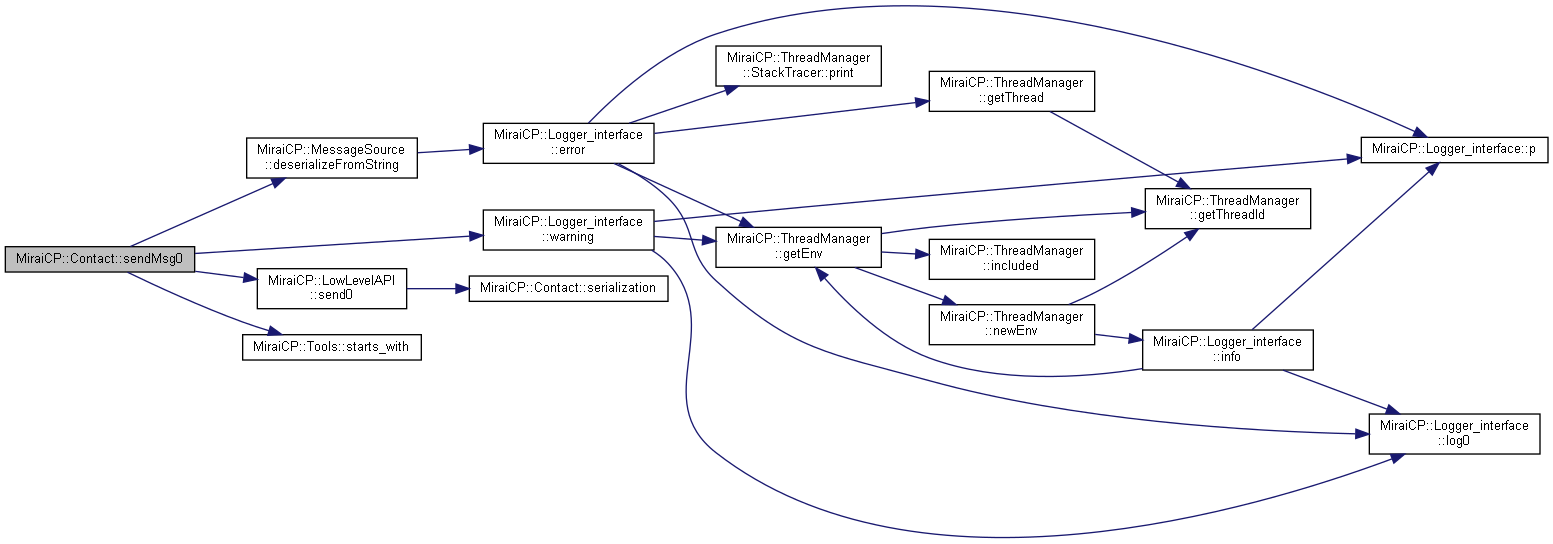 MiraiCP::Contact::sendMsg0
MiraiCP::MessageSource
::deserializeFromString
MiraiCP::LowLevelAPI
::send0
MiraiCP::Tools::starts_with
MiraiCP::Logger_interface
::error
MiraiCP::Logger_interface
::warning
MiraiCP::Contact::serialization
MiraiCP::ThreadManager
::StackTracer::print
MiraiCP::ThreadManager
::getEnv
MiraiCP::ThreadManager
::getThread
MiraiCP::ThreadManager
::included
MiraiCP::ThreadManager
::newEnv
MiraiCP::ThreadManager
::getThreadId
MiraiCP::Logger_interface
::info
MiraiCP::Logger_interface::p
MiraiCP::Logger_interface
::log0